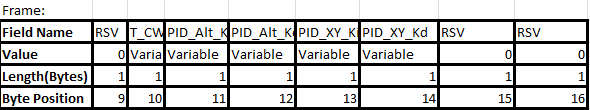 Frame:
Field Name RSV T_CW PID_Alt_K PID_Alt_K PID_XY_K PID_XY_Kd RSV RSV
Value 0 Varia Variable Variable Variable Variable 0 0
Length(Bytes) 1 1 1 1 1 1 1 1
Byte Position 9 10 11 12 13 14 15 16